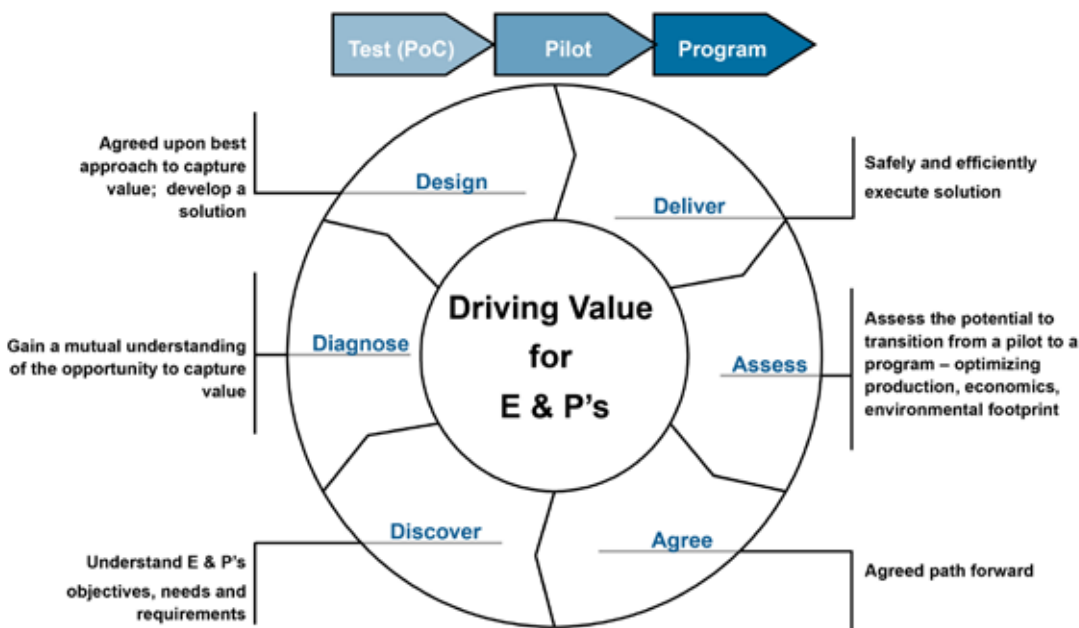 Test (PoC)
Pilot
Program
Agreed upon best
approach to capture
value; develop a
solution
Design
Deliver
Safely and efficiently
execute solution
Driving Value
for
E & P's
Gain a mutual understanding
of the opportunity to capture
value
Diagnose
Assess
Assess the potential to
transition from a pilot to a
program – optimizing
production, economics,
environmental footprint
Discover
Agree
Understand E & P's
objectives, needs and
requirements
Agreed path forward